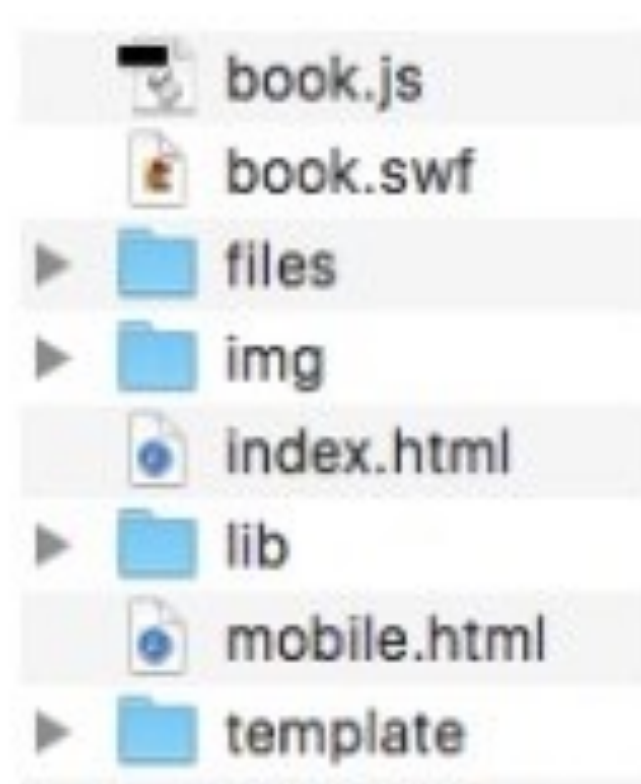 book.js
book.swf
files
img
index.html
lib
mobile.html
template